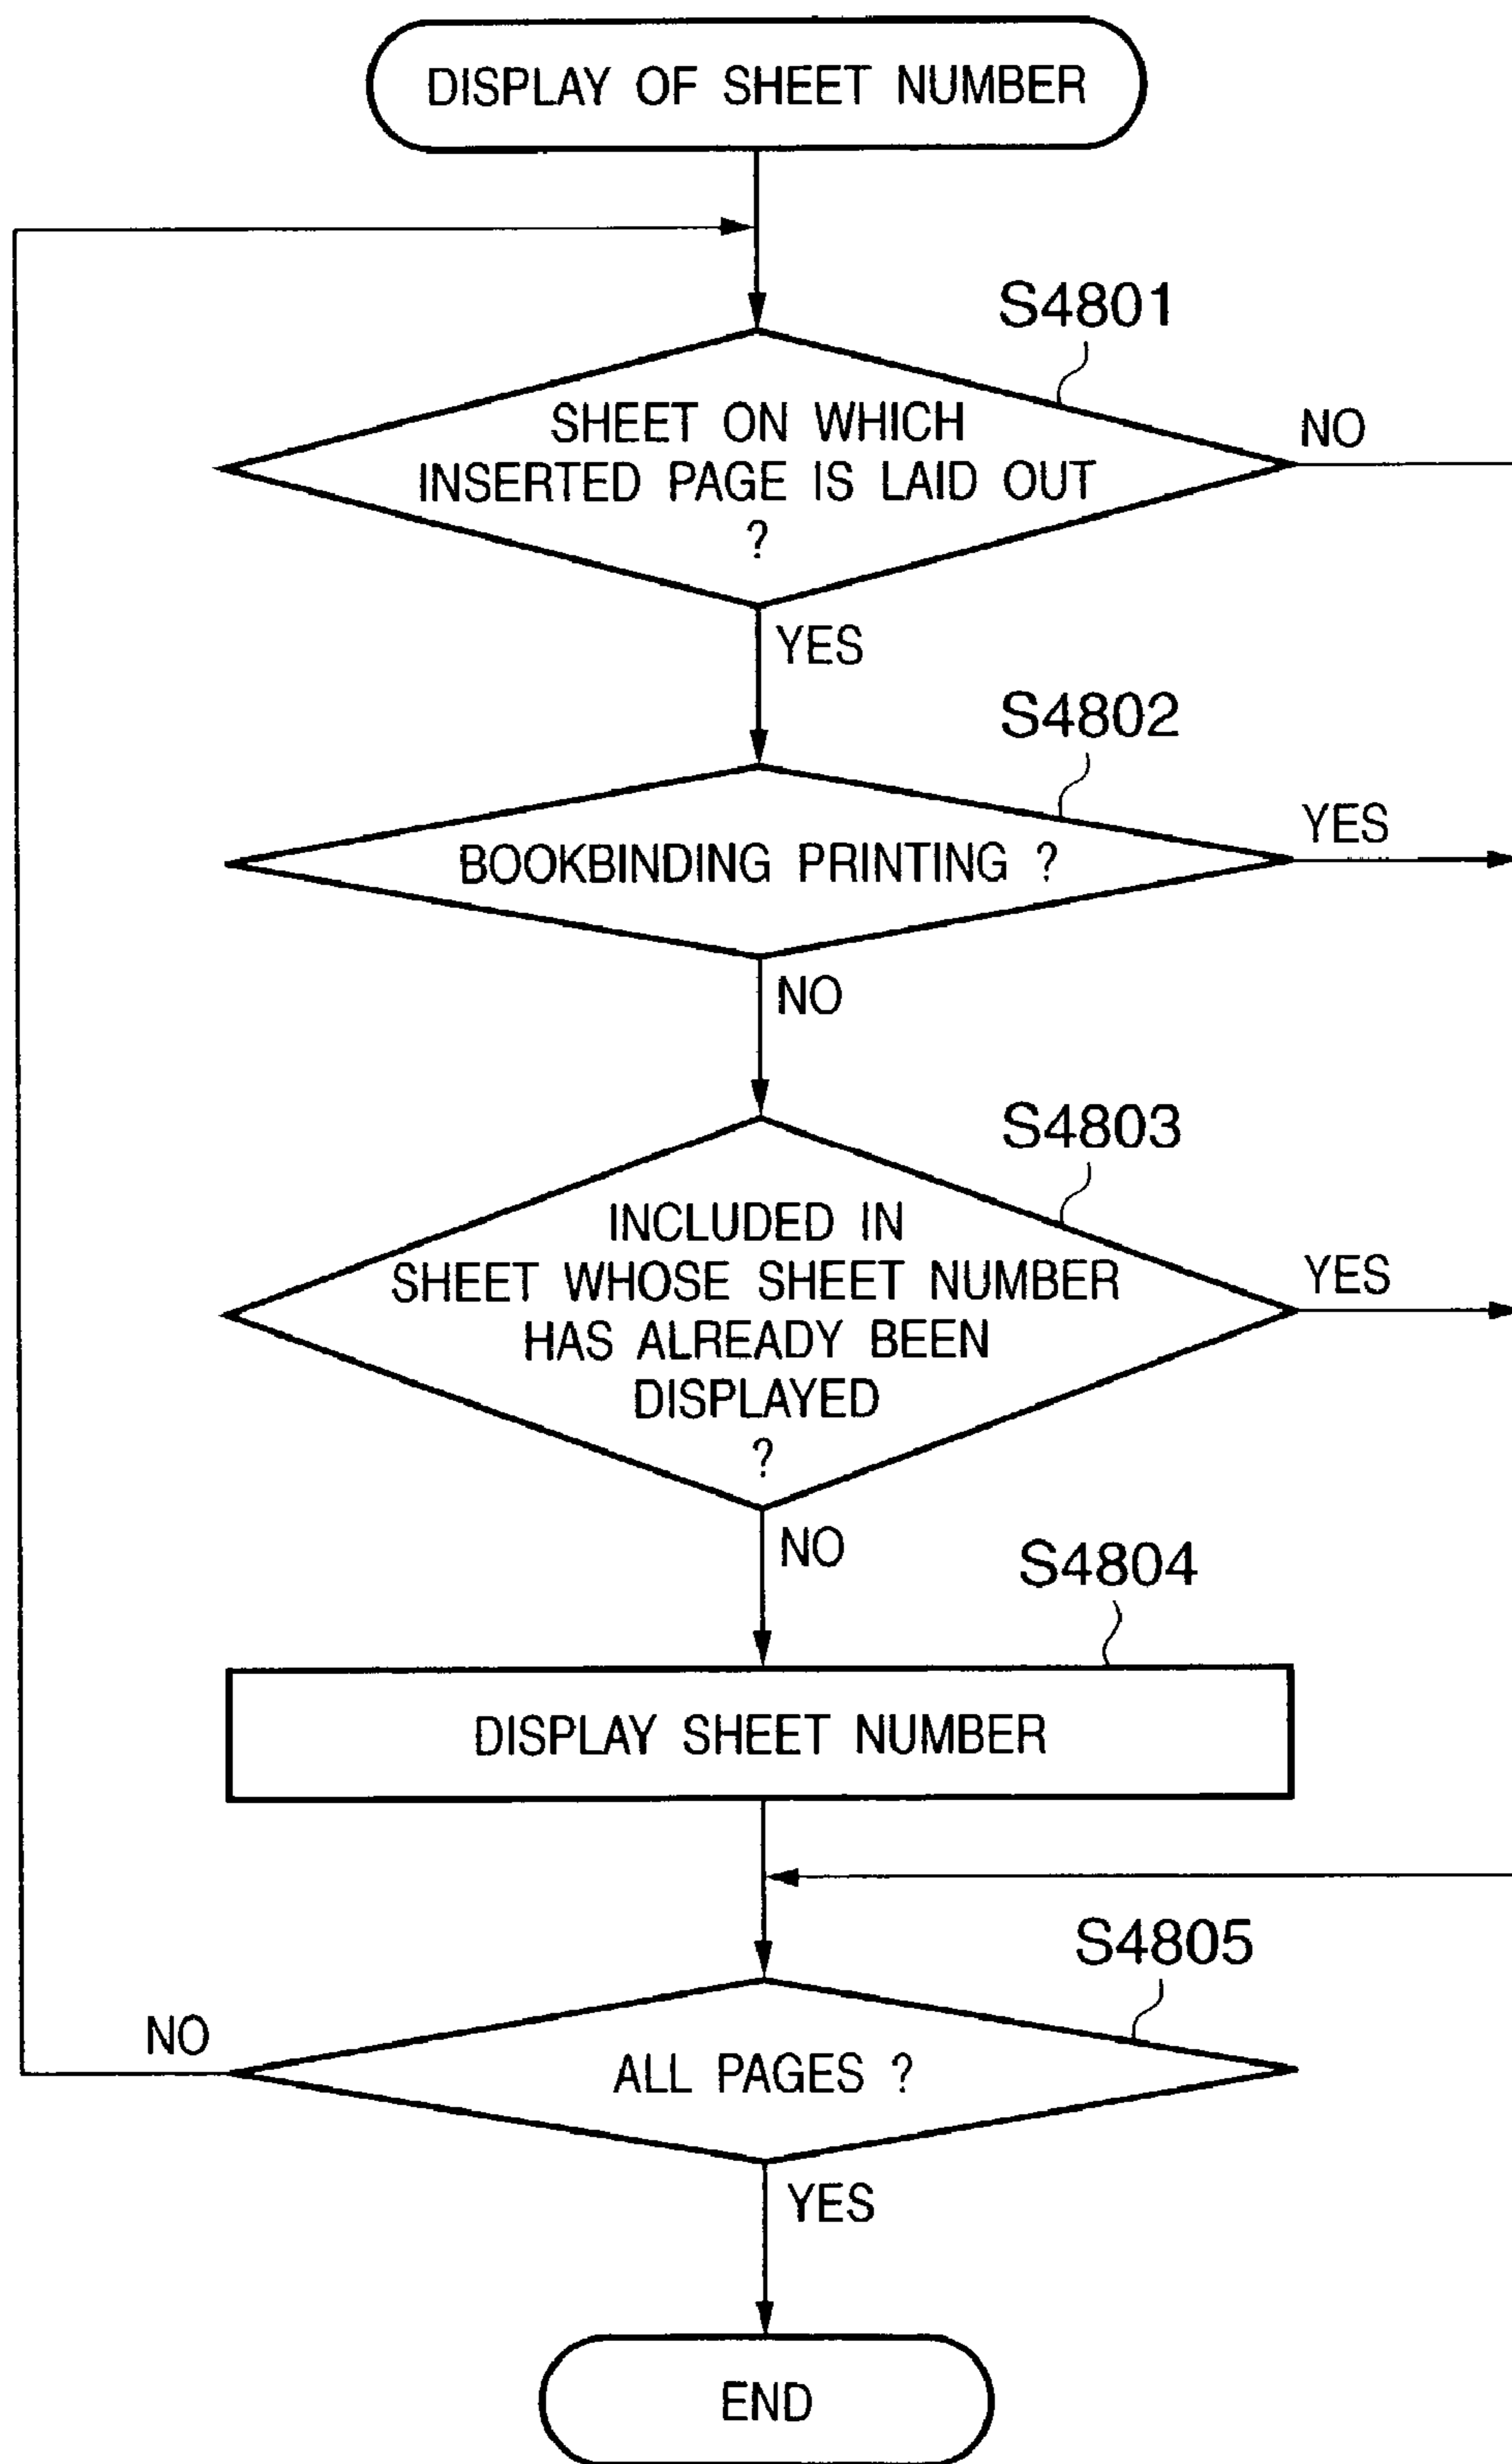 DISPLAY OF SHEET NUMBER
S4801
SHEET ON WHICH
INSERTED PAGE IS LAID OUT
?
NO
YES
S4802
BOOKBINDING PRINTING ?
YES
NO
S4803
INCLUDED IN
SHEET WHOSE SHEET NUMBER
HAS ALREADY BEEN
DISPLAYED
?
YES
NO
S4804
DISPLAY SHEET NUMBER
S4805
ALL PAGES ?
NO
YES
END